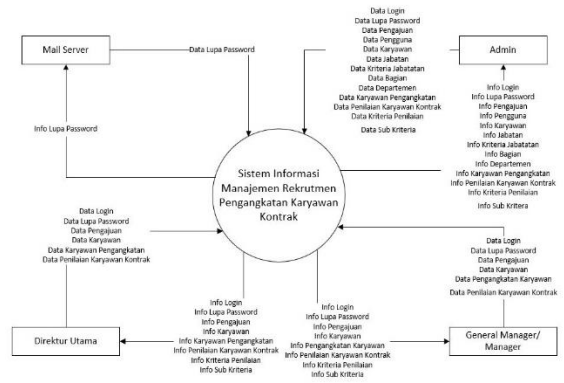 Mail Server
Data Lupa Password
Data Login
Data Lupa Password
Data Pengajuan
Data Pengguna
Data Karyawan
Data Jabatan
Data Kriteria Jabatatan
Data Bagian
Data Departemen
Data Karyawan Pengangkatan
Data Penilaian Karyawan Kontrak
Data Kriteria Penilaian
Data Sub Kriteria
Admin
Info Lupa Password
Info Login
Info Lupa Password
Info Pengajuan
Info Pengguna
Info Karyawan
Info Jabatan
Info Kriteria Jabatatan
Info Bagian
Info Departemen
Info Karyawan Pengangkatan
Info Penilaian Karyawan Kontrak
Info Kriteria Penilaian
Info Sub Kritera
Sistem Informasi
Manajemen Rekrutmen
Pengangkatan Karyawan
Kontrak
Data Login
Data Lupa Password
Data Pengajuan
Data Karyawan
Data Karyawan Pengangkatan
Data Penilaian Karyawan Kontrak
Data Login
Data Lupa Password
Data Pengajuan
Data Karyawan
Data Pengangkatan Karyawan
Data Penilaian Karyawan Kontrak
Direktur Utama
Info Login
Info Lupa Password
Info Pengajuan
Info Karyawan
Info Karyawan Pengangkatan
Info Penilaian Karyawan Kontrak
Info Kriteria Penilaian
Info Sub Kriteria
Info Login
Info Lupa Password
Info Pengajuan
Info Karyawan
Info Pengangkatan Karyawan
Info Penilaian Karyawan Kontrak
Info Kriteria Penilaian
Info Sub Kriteria
General Manager/
Manager